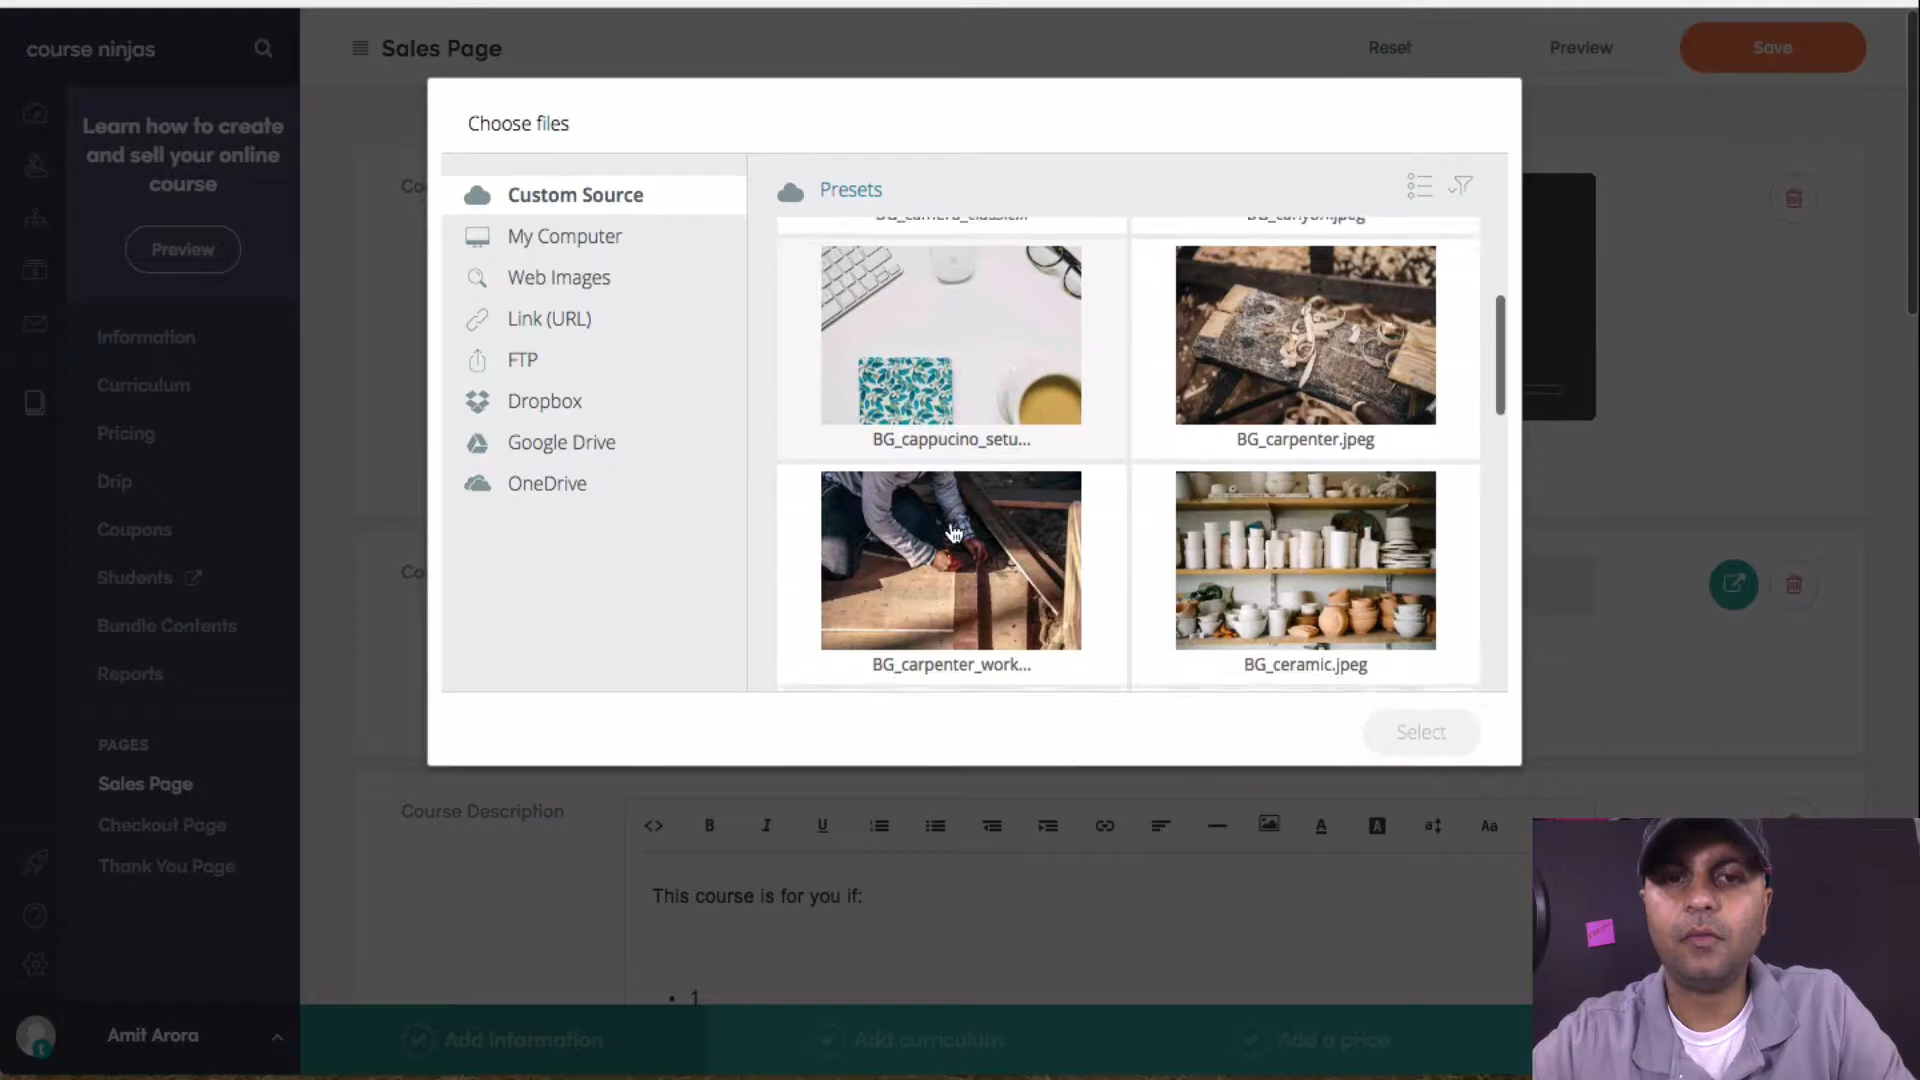 course ninjas
Sales Page
Reset
Preview
Save
Learn how to create
and sell your online
course
Preview
Information
Curriculum
Pricing
Drip
Coupons
Students
Bundle Contents
Reports
PAGES
Sales Page
Checkout Page
Thank You Page
Amit Arora
Choose files
Custom Source
My Computer
Web Images
Link (URL)
FTP
Dropbox
Google Drive
OneDrive
Presets
BG_camera_classic...
BG_canyon.jpeg
BG_cappucino_setu...
BG_carpenter.jpeg
BG_carpenter_work...
BG_ceramic.jpeg
Select
Co
Co
Course Description
B I U
A A a Aa
This course is for you if:
• 1
Add information
Add curriculum
Add a price